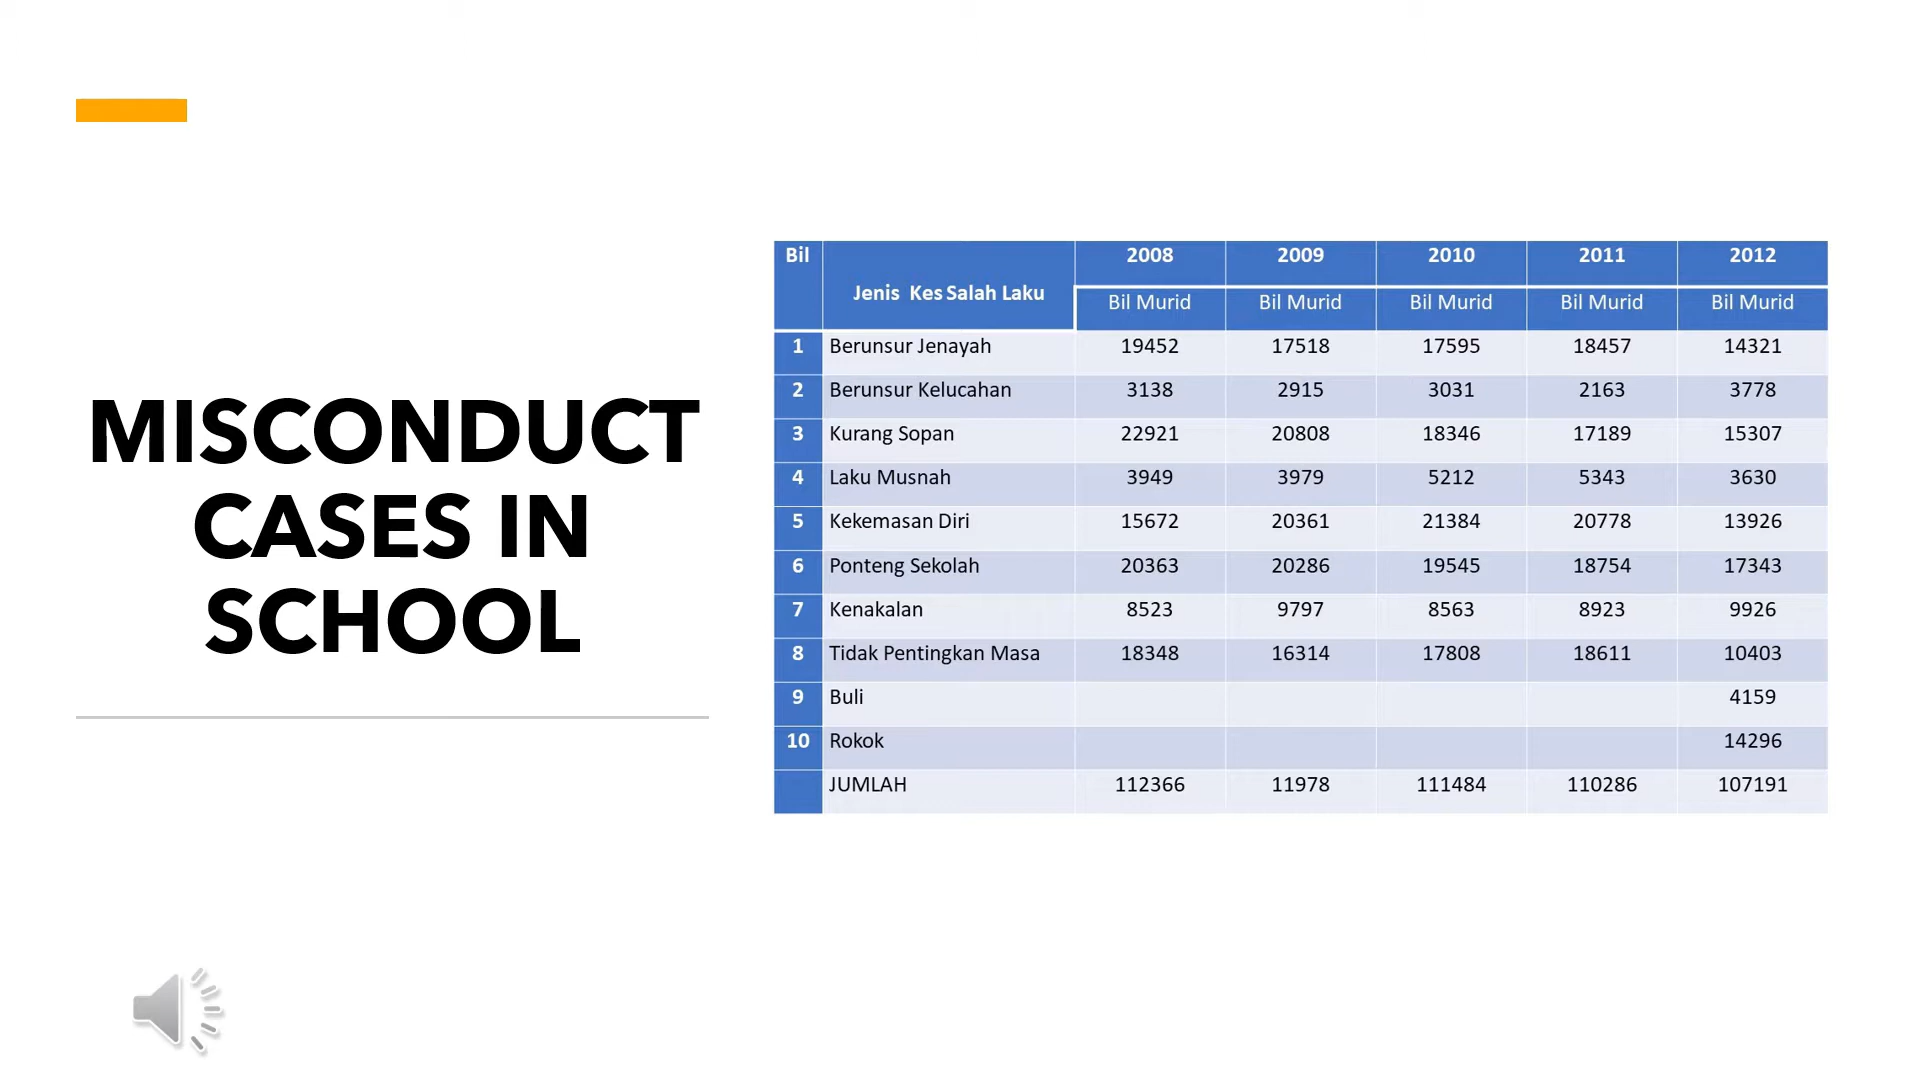 MISCONDUCT
CASES IN
SCHOOL
Bil Jenis Kes Salah Laku 2008 2009 2010 2011 2012
Bil Murid Bil Murid Bil Murid Bil Murid Bil Murid
1 Berunsur Jenayah 19452 17518 17595 18457 14321
2 Berunsur Kelucahan 3138 2915 3031 2163 3778
3 Kurang Sopan 22921 20808 18346 17189 15307
4 Laku Musnah 3949 3979 5212 5343 3630
5 Kekemasan Diri 15672 20361 21384 20778 13926
6 Ponteng Sekolah 20363 20286 19545 18754 17343
7 Kenakalan 8523 9797 8563 8923 9926
8 Tidak Pentingkan Masa 18348 16314 17808 18611 10403
9 Buli 4159
10 Rokok 14296
JUMLAH 112366 11978 111484 110286 107191